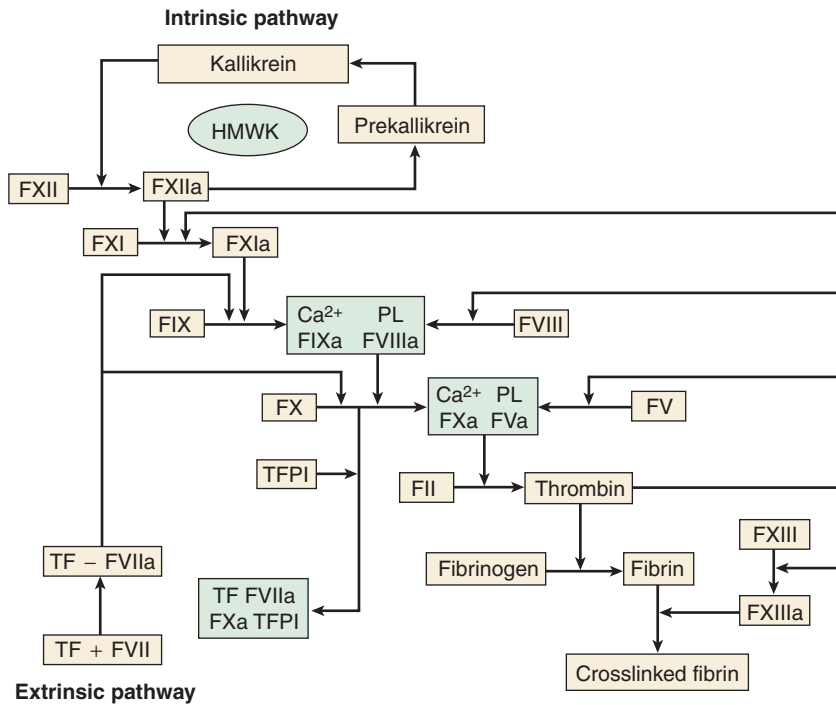 Intrinsic pathway
Kallikrein
HMWK
Prekallikrein
FXII
FXIIa
FXI
FXIa
FIX
Ca²⁺ PL
FIXa FVIIIa
FVIII
FX
Ca²⁺ PL
FXa FVa
FV
TFPI
FII
Thrombin
TF – FVIIa
Fibrinogen
Fibrin
FXIII
TF FVIIa
FXa TFPI
FXIIIa
TF + FVII
Crosslinked fibrin
Extrinsic pathway